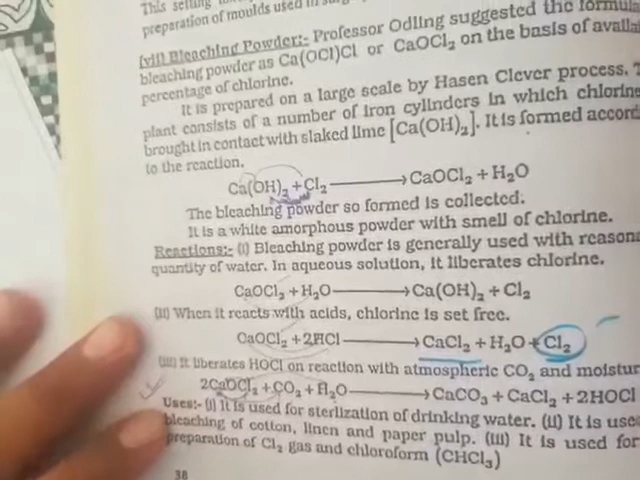 This setting
preparation of moulds used in
(vii) Bleaching Powder:- Professor Odling suggested the formula
bleaching powder as Ca(OCl)Cl or CaOCl₂ on the basis of availa
percentage of chlorine.
It is prepared on a large scale by Hasen Clever process.
plant consists of a number of iron cylinders in which chlorine
brought in contact with slaked lime [Ca(OH)₂]. It is formed accord
to the reaction.
Ca(OH)₂ + Cl₂ ⟶ CaOCl₂ + H₂O
The bleaching powder so formed is collected.
It is a white amorphous powder with smell of chlorine.
Reactions:- (i) Bleaching powder is generally used with reason
quantity of water. In aqueous solution, it liberates chlorine.
CaOCl₂ + H₂O ⟶ Ca(OH)₂ + Cl₂
(ii) When it reacts with acids, chlorine is set free.
CaOCl₂ + 2HCl ⟶ CaCl₂ + H₂O + Cl₂
(iii) It liberates HOCl on reaction with atmospheric CO₂ and moistur
2CaOCl₂ + CO₂ + H₂O ⟶ CaCO₃ + CaCl₂ + 2HOCl
Uses:- (i) It is used for sterlization of drinking water. (ii) It is use
bleaching of cotton, linen and paper pulp. (iii) It is used for
preparation of Cl₂ gas and chloroform (CHCl₃)
38